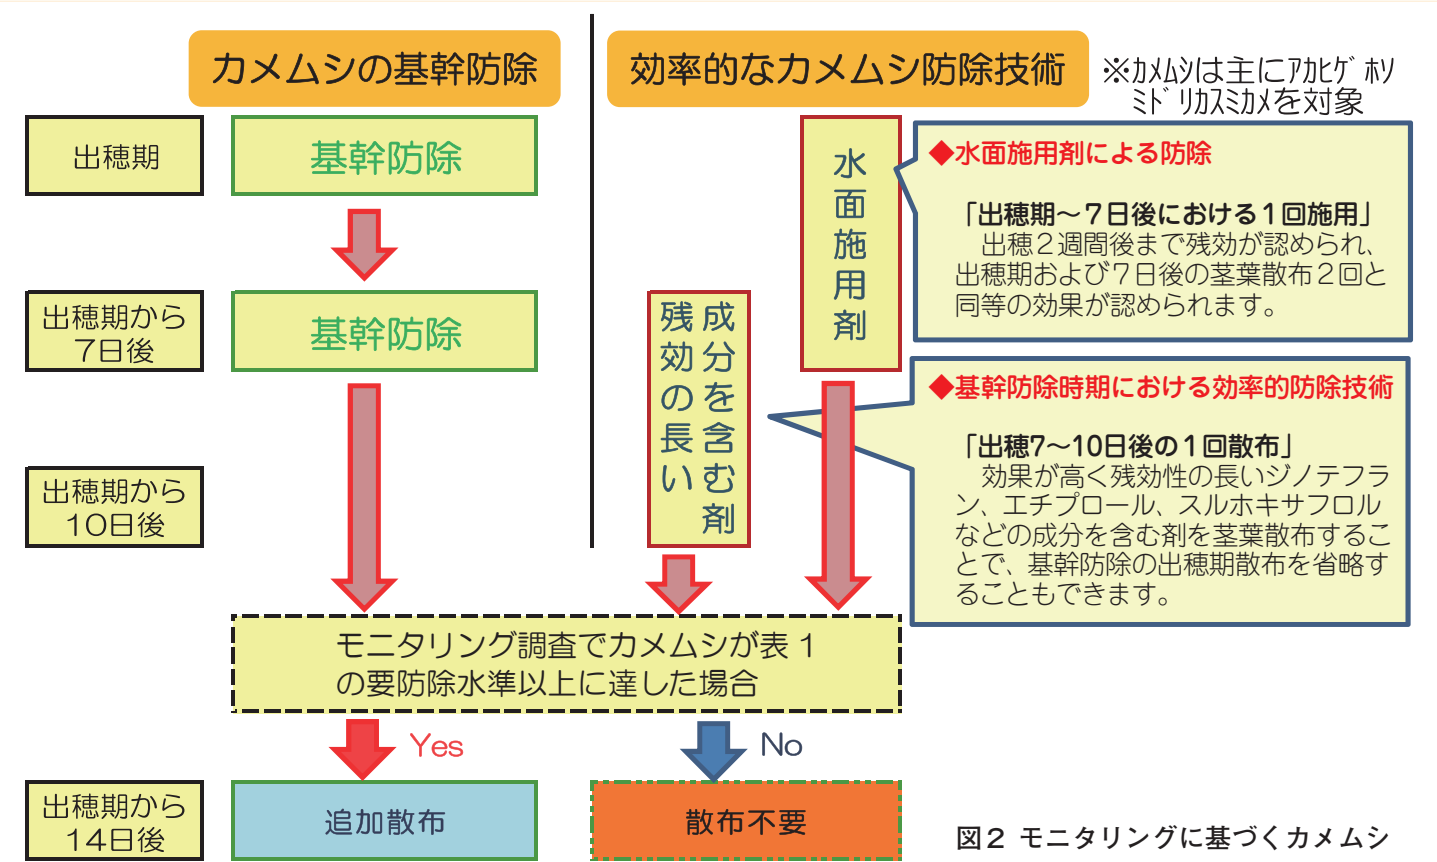 カメムシの基幹防除
効率的なカメムシ防除技術
※ｶﾒﾑｼは主にｱｶﾋｹﾞﾎｿ
ﾐﾄﾞﾘｶｽﾐｶﾒを対象
出穂期
基幹防除
出穂期から
7日後
基幹防除
出穂期から
10日後
残効の長い
成分を含む剤
水面施用剤
◆水面施用剤による防除
「出穂期～７日後における１回施用」
出穂２週間後まで残効が認められ、
出穂期および7日後の茎葉散布２回と
同等の効果が認められます。
◆基幹防除時期における効率的防除技術
「出穂7～10日後の１回散布」
効果が高く残効性の長いジノテフラ
ン、エチプロール、スルホキサフロル
などの成分を含む剤を茎葉散布するこ
とで、基幹防除の出穂期散布を省略す
ることもできます。
モニタリング調査でカメムシが表１
の要防除水準以上に達した場合
Yes
No
出穂期から
14日後
追加散布
散布不要
図２ モニタリングに基づくカメムシ